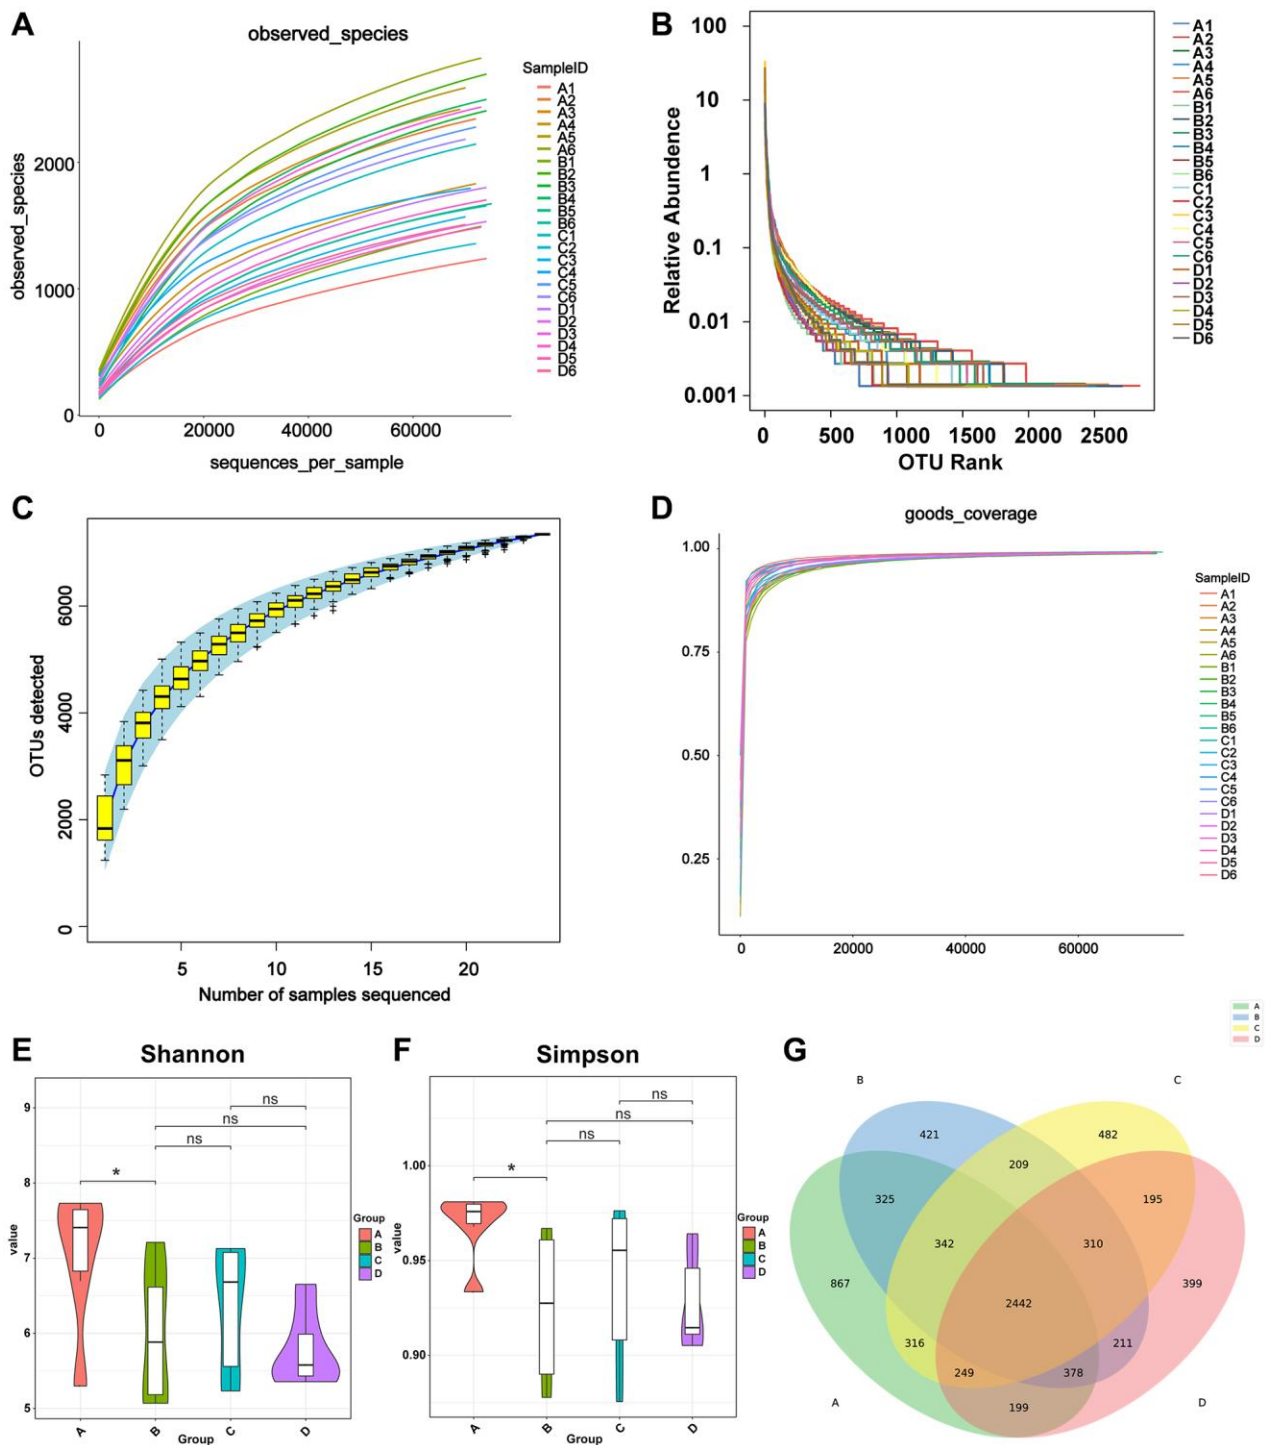 A
observed_species
observed_species
2000
1000
0
0 20000 40000 60000
sequences_per_sample
SampleID
A1
A2
A3
A4
A5
A6
B1
B2
B3
B4
B5
B6
C1
C2
C3
C4
C5
C6
D1
D2
D3
D4
D5
D6
B
Relative Abundance
100
10
1
0.1
0.01
0.001
0 500 1000 1500 2000 2500
OTU Rank
A1
A2
A3
A4
A5
A6
B1
B2
B3
B4
B5
B6
C1
C2
C3
C4
C5
C6
D1
D2
D3
D4
D5
D6
C
OTUs detected
6000
4000
2000
0
5 10 15 20
Number of samples sequenced
D
goods_coverage
1.00
0.75
0.50
0.25
0 20000 40000 60000
SampleID
A1
A2
A3
A4
A5
A6
B1
B2
B3
B4
B5
B6
C1
C2
C3
C4
C5
C6
D1
D2
D3
D4
D5
D6
E
Shannon
value
9
8
7
6
5
ns
ns
ns
*
A B C D
Group
Group
A
B
C
D
F
Simpson
value
1.00
0.95
0.90
ns
ns
ns
*
A B C D
Group
Group
A
B
C
D
G
A
B
C
D
B C
421 482
209
325 195
342 310
867 399
2442
316 211
249 378
A D
199